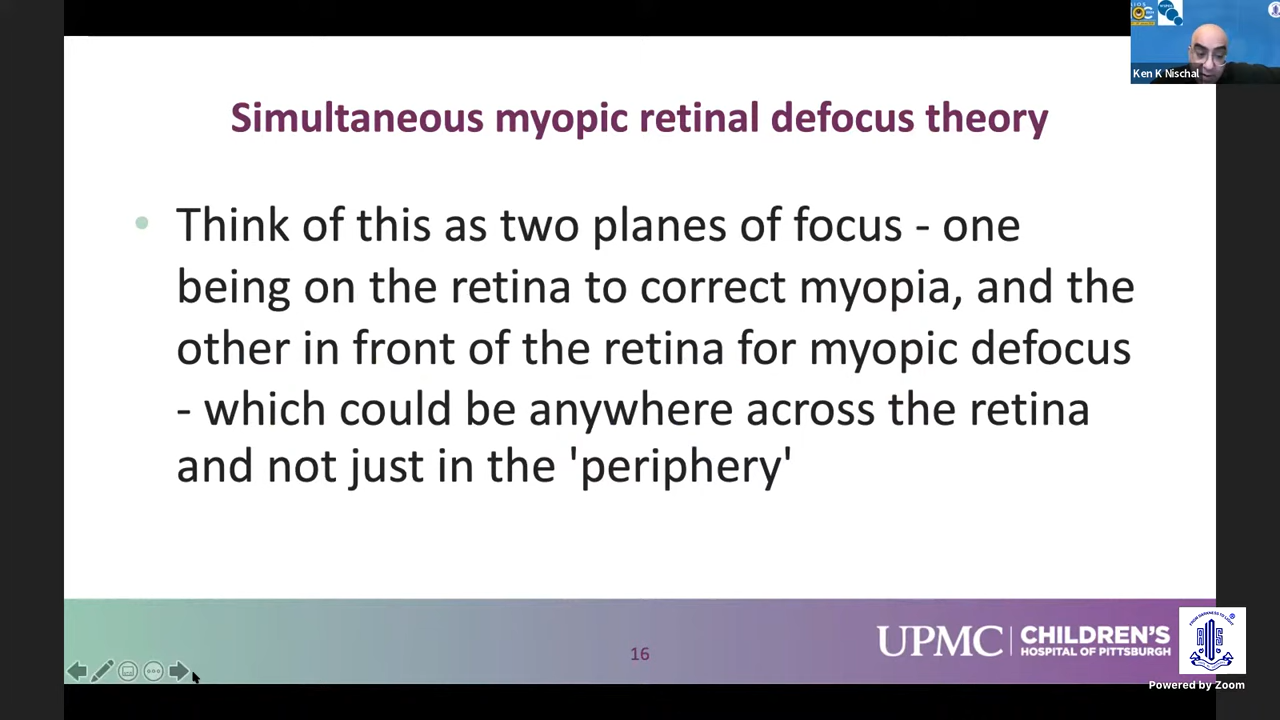 Ken K Nischal
Simultaneous myopic retinal defocus theory
• Think of this as two planes of focus - one
being on the retina to correct myopia, and the
other in front of the retina for myopic defocus
- which could be anywhere across the retina
and not just in the 'periphery'
16
UPMC | CHILDREN'S
HOSPITAL OF PITTSBURGH
Powered by Zoom